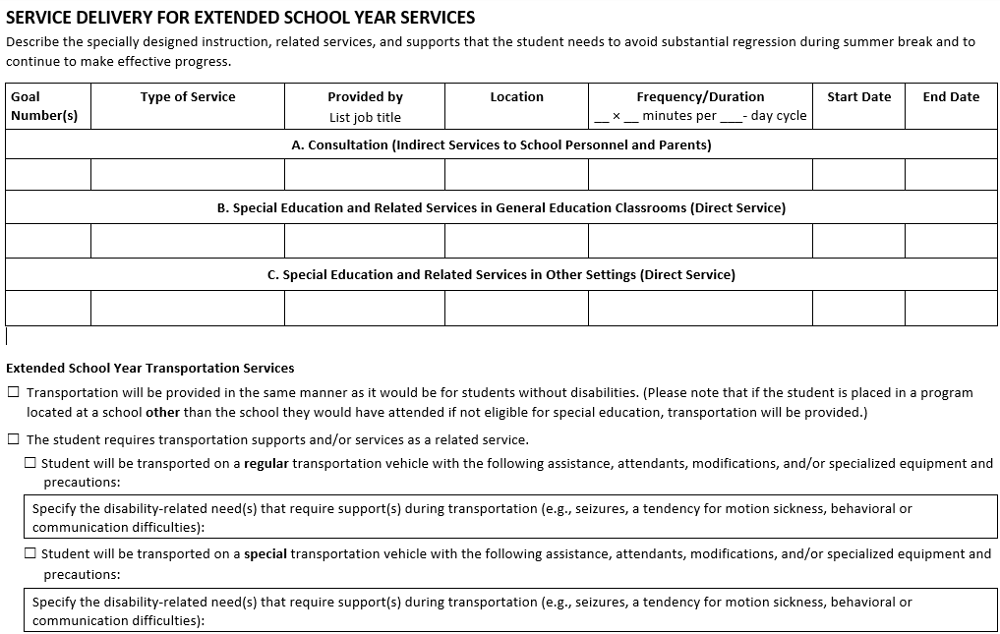 SERVICE DELIVERY FOR EXTENDED SCHOOL YEAR SERVICES
Describe the specially designed instruction, related services, and supports that the student needs to avoid substantial regression during summer break and to
continue to make effective progress.
Goal
Number(s)
Type of Service
Provided by
List job title
Location
Frequency/Duration
__ × __ minutes per ___- day cycle
Start Date
End Date
A. Consultation (Indirect Services to School Personnel and Parents)
B. Special Education and Related Services in General Education Classrooms (Direct Service)
C. Special Education and Related Services in Other Settings (Direct Service)
Extended School Year Transportation Services
☐ Transportation will be provided in the same manner as it would be for students without disabilities. (Please note that if the student is placed in a program
located at a school other than the school they would have attended if not eligible for special education, transportation will be provided.)
☐ The student requires transportation supports and/or services as a related service.
☐ Student will be transported on a regular transportation vehicle with the following assistance, attendants, modifications, and/or specialized equipment and
precautions:
Specify the disability-related need(s) that require support(s) during transportation (e.g., seizures, a tendency for motion sickness, behavioral or
communication difficulties):
☐ Student will be transported on a special transportation vehicle with the following assistance, attendants, modifications, and/or specialized equipment and
precautions:
Specify the disability-related need(s) that require support(s) during transportation (e.g., seizures, a tendency for motion sickness, behavioral or
communication difficulties):